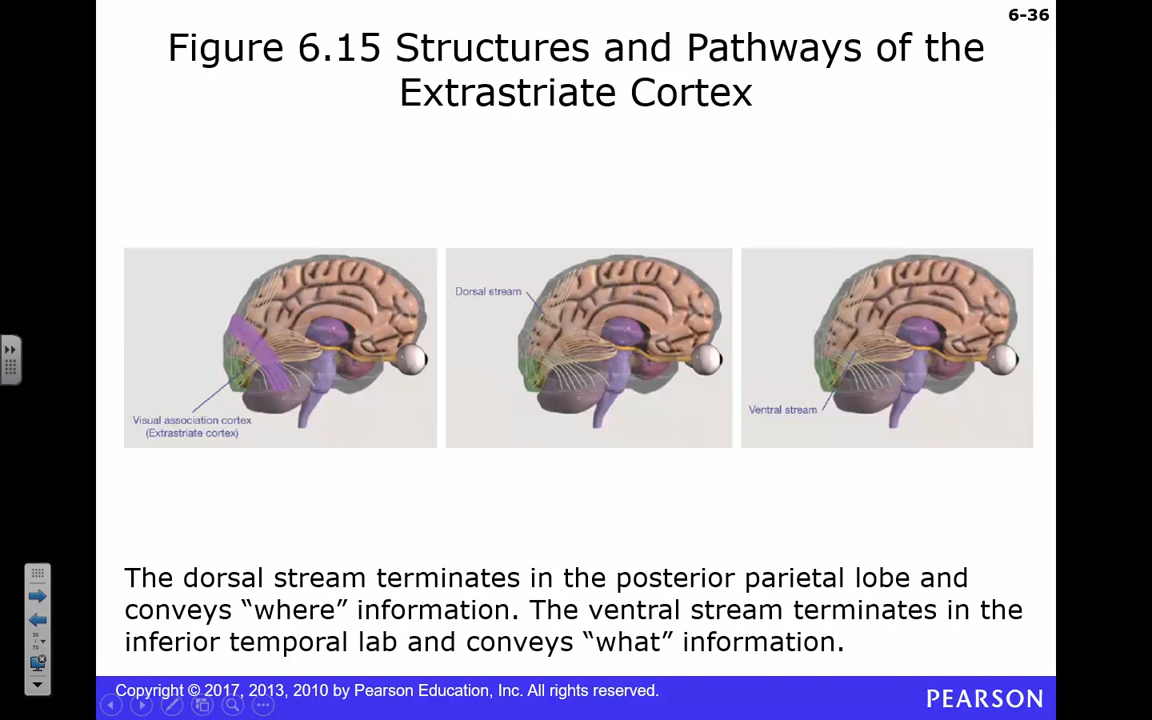 6-36
Figure 6.15 Structures and Pathways of the
Extrastriate Cortex
Visual association cortex
(Extrastriate cortex)
Dorsal stream
Ventral stream
The dorsal stream terminates in the posterior parietal lobe and
conveys “where” information. The ventral stream terminates in the
inferior temporal lab and conveys “what” information.
Copyright © 2017, 2013, 2010 by Pearson Education, Inc. All rights reserved.
PEARSON